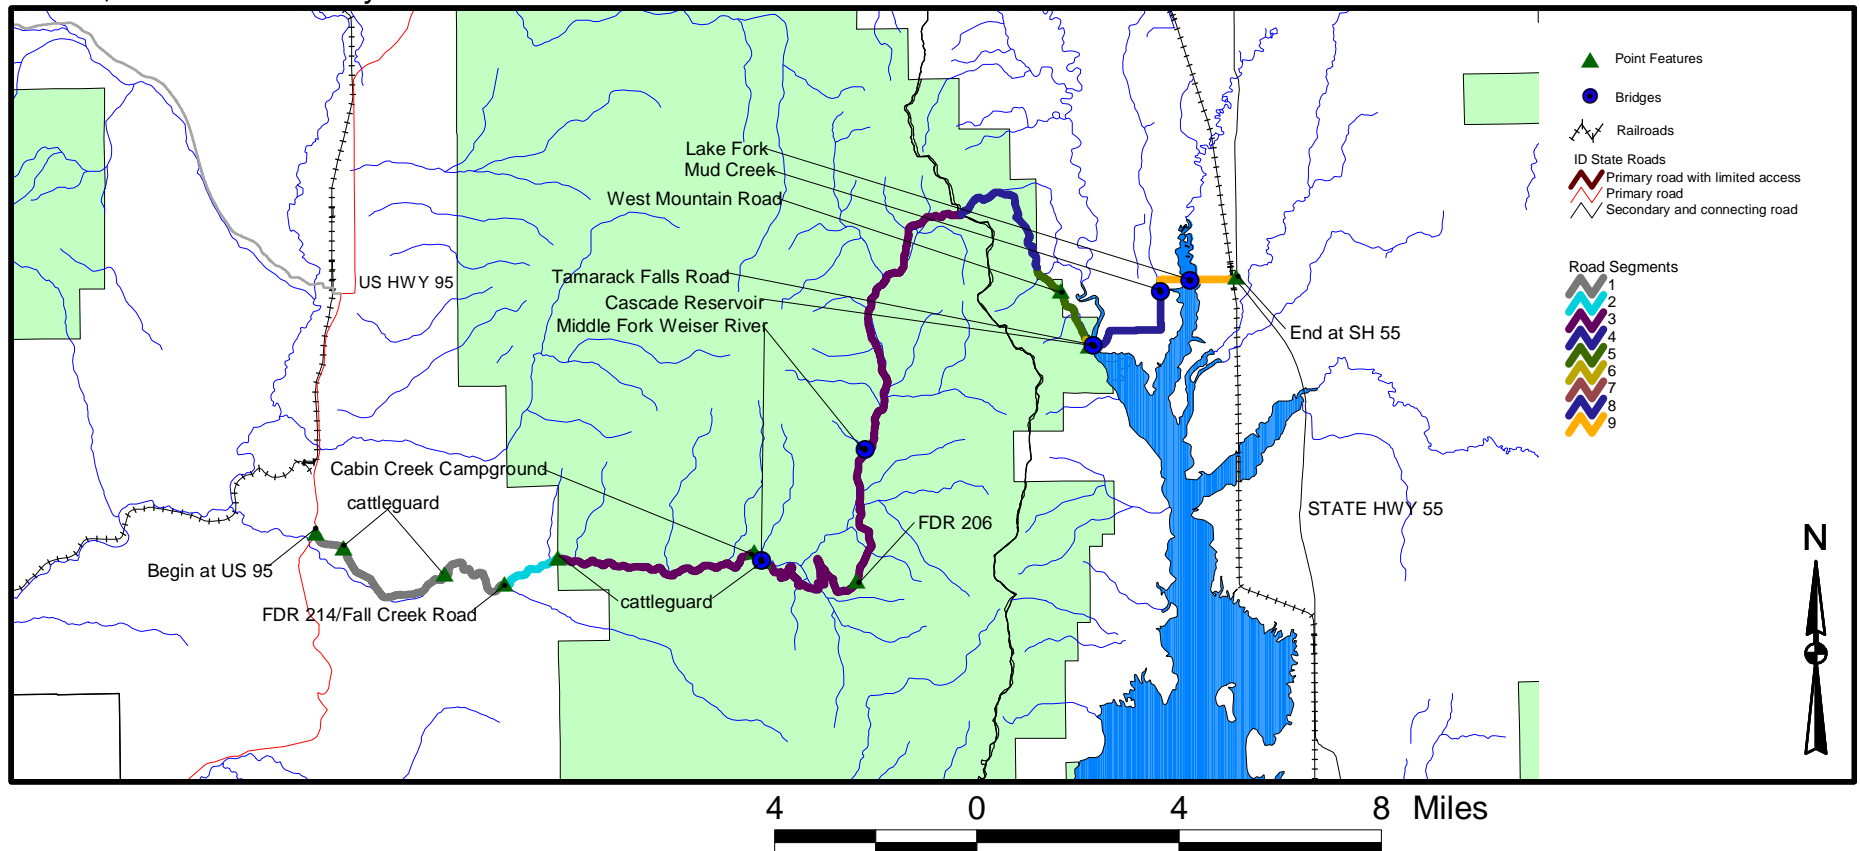 Lake Fork
Mud Creek
West Mountain Road
Tamarack Falls Road
Cascade Reservoir
Middle Fork Weiser River
US HWY 95
End at SH 55
Cabin Creek Campground
cattleguard
FDR 206
STATE HWY 55
Begin at US 95
cattleguard
FDR 214/Fall Creek Road
Point Features
Bridges
Railroads
ID State Roads
Primary road with limited access
Primary road
Secondary and connecting road
Road Segments
1
2
3
4
5
6
7
8
9
N
4 0 4 8 Miles